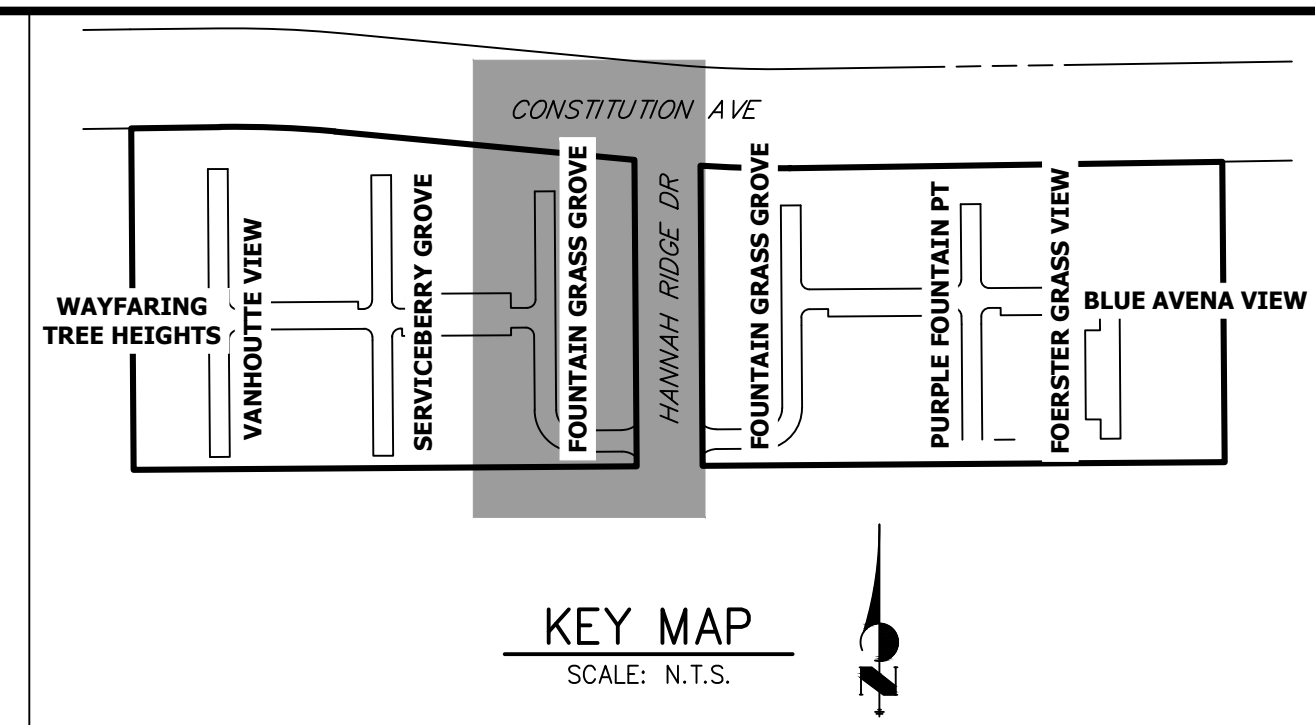 CONSTITUTION AVE
WAYFARING
TREE HEIGHTS
VANHOUTTE VIEW
SERVICEBERRY GROVE
FOUNTAIN GRASS GROVE
HANNAH RIDGE DR
FOUNTAIN GRASS GROVE
PURPLE FOUNTAIN PT
FOERSTER GRASS VIEW
BLUE AVENA VIEW
KEY MAP
SCALE: N.T.S.
N